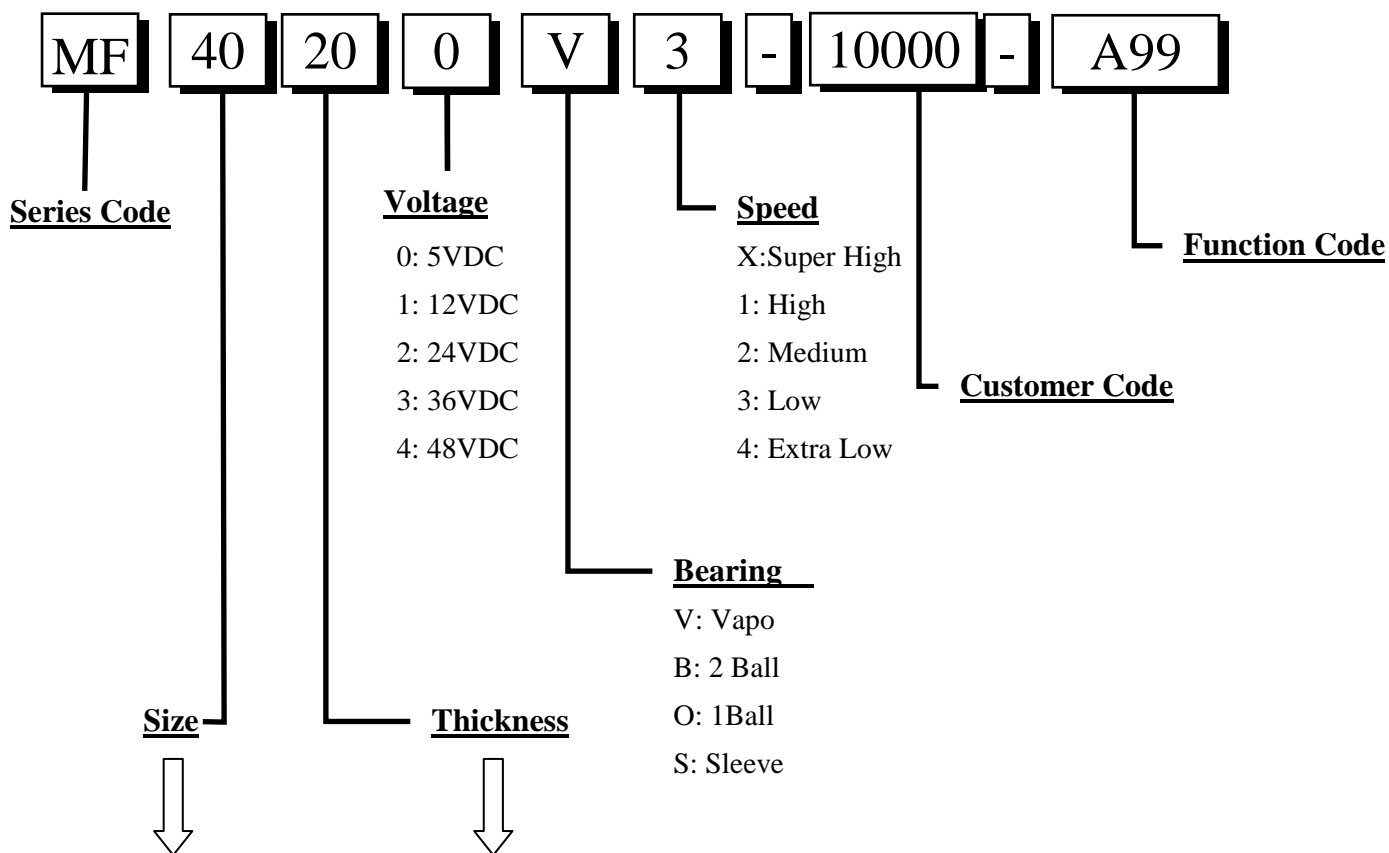 MF 40 20 0 V 3 - 10000 - A99
Series Code
Voltage
0: 5VDC
1: 12VDC
2: 24VDC
3: 36VDC
4: 48VDC
Speed
X:Super High
1: High
2: Medium
3: Low
4: Extra Low
Function Code
Customer Code
Bearing
V: Vapo
B: 2 Ball
O: 1Ball
S: Sleeve
Size
Thickness